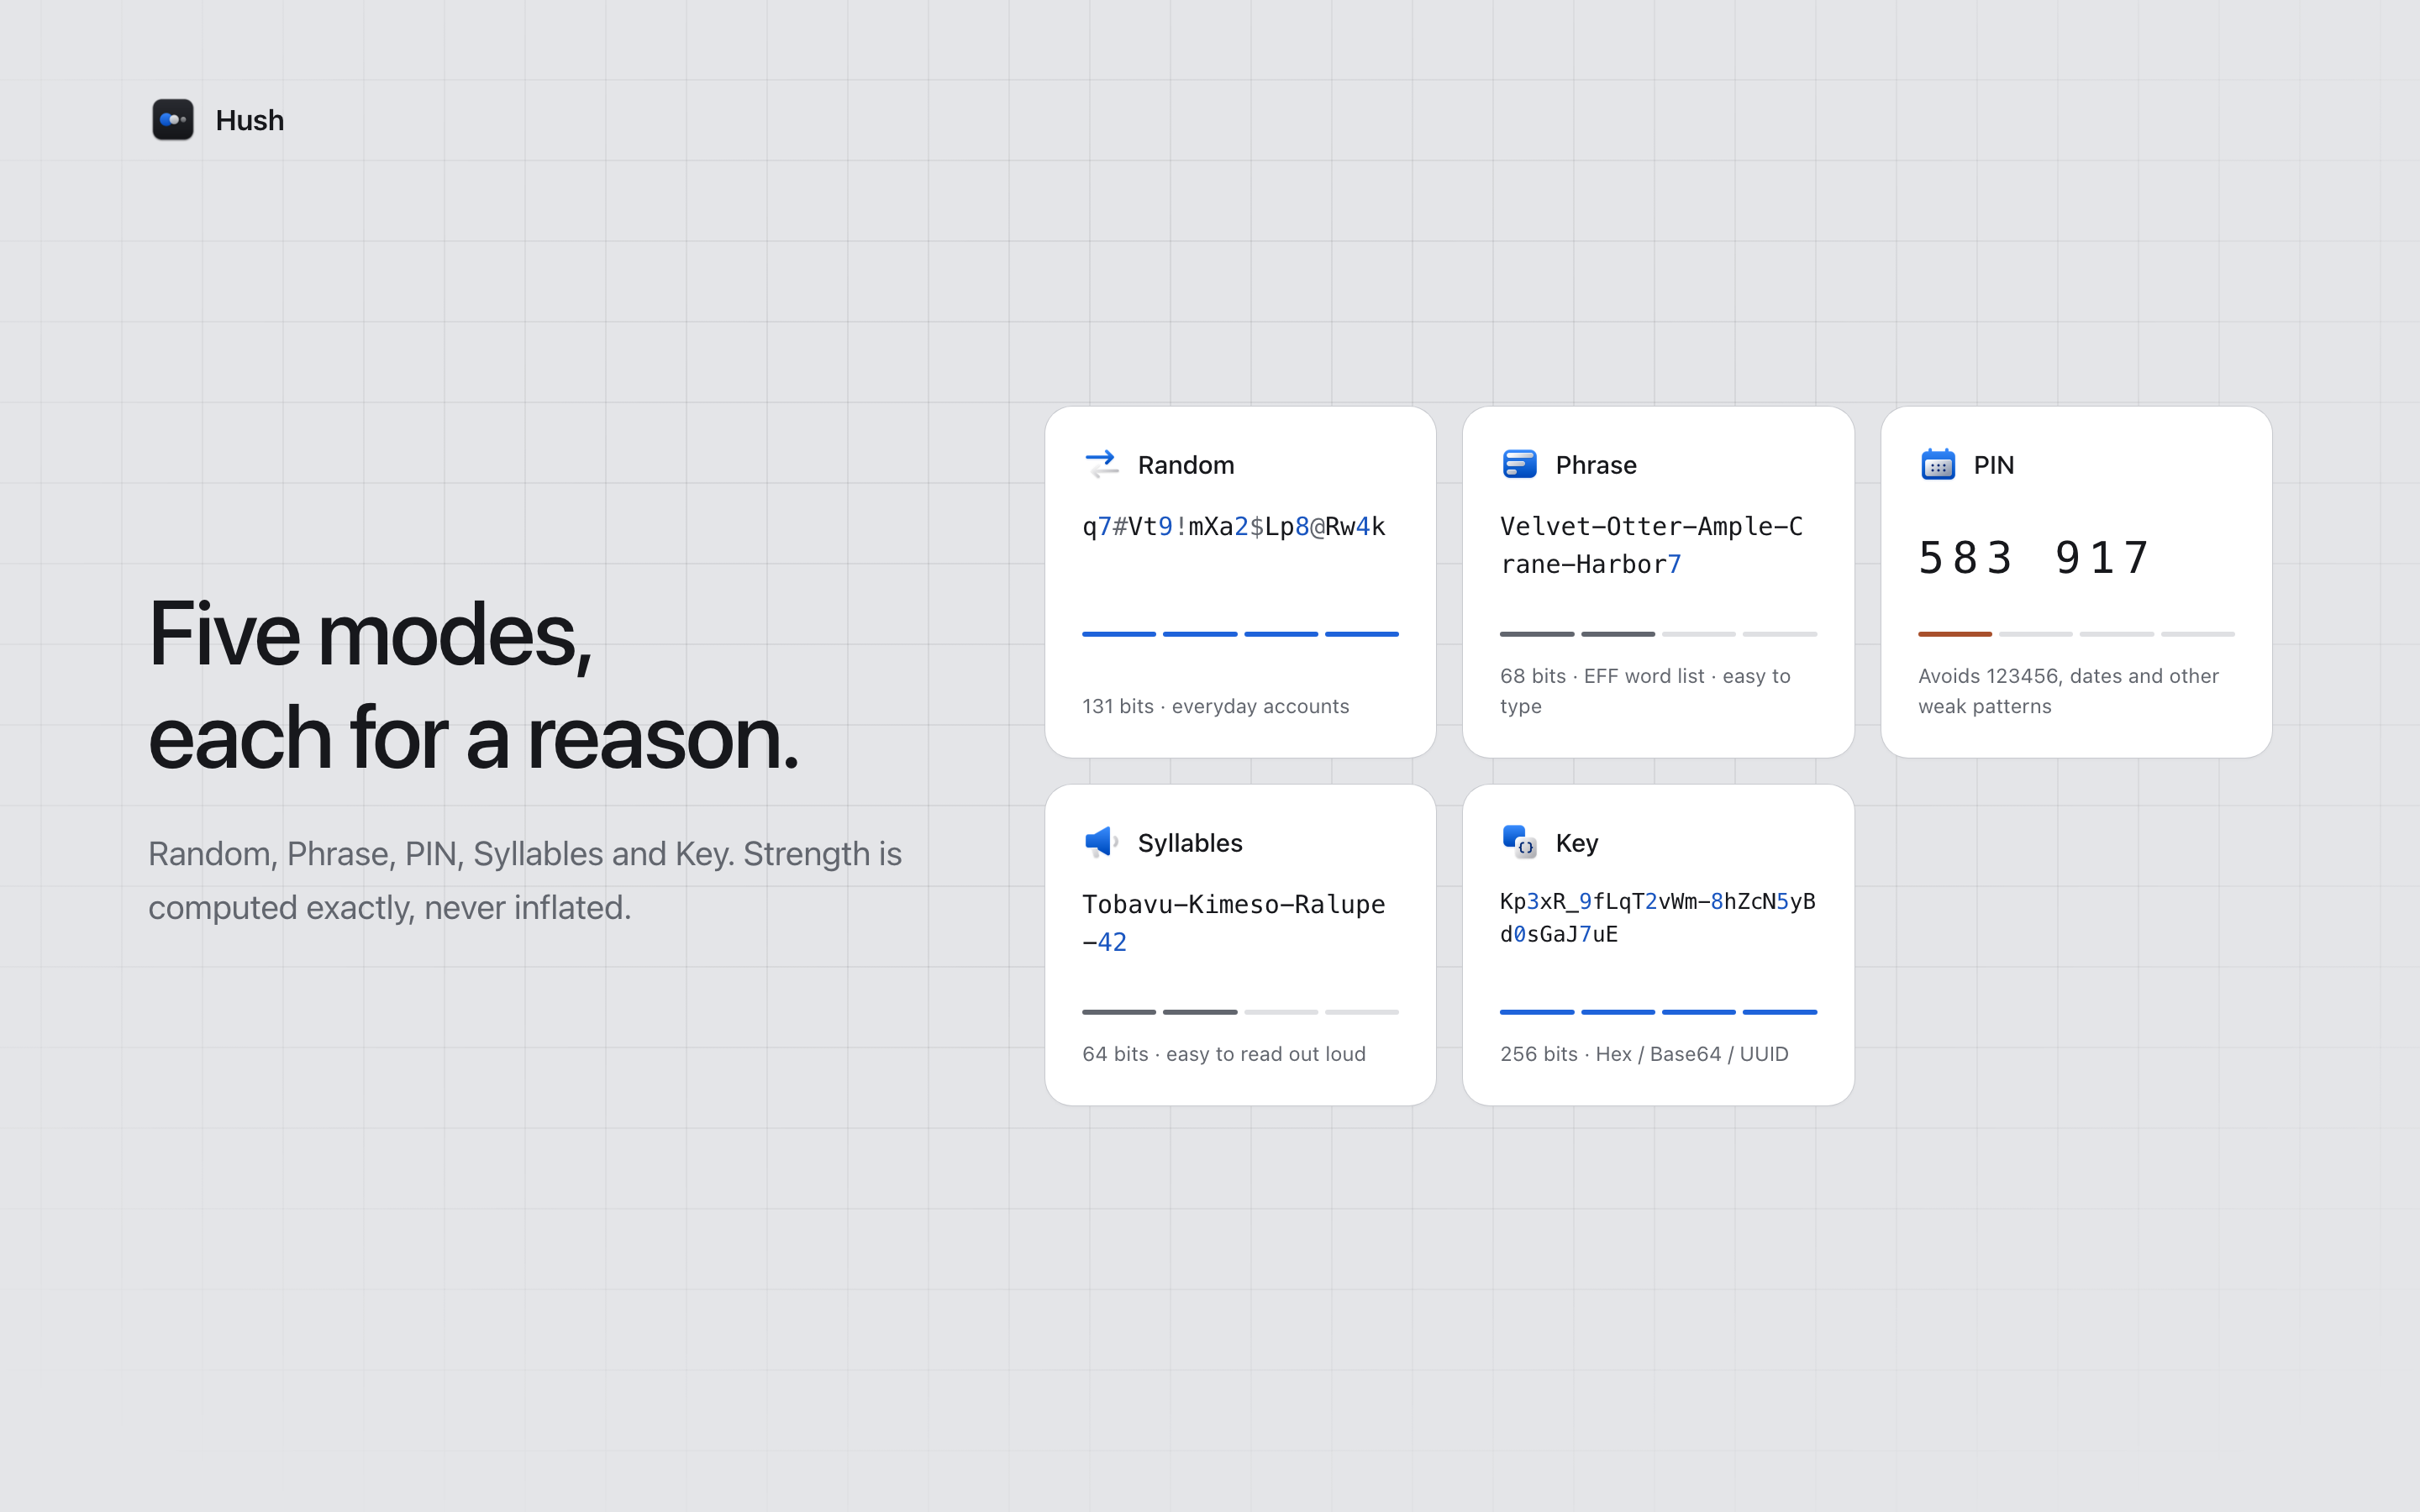 Hush
Five modes,
each for a reason.
Random, Phrase, PIN, Syllables and Key. Strength is
computed exactly, never inflated.
Random
q7#Vt9!mXa2$Lp8@Rw4k
131 bits · everyday accounts
Phrase
Velvet-Otter-Ample-C
rane-Harbor7
68 bits · EFF word list · easy to
type
PIN
583 917
Avoids 123456, dates and other
weak patterns
Syllables
Tobavu-Kimeso-Ralupe
-42
64 bits · easy to read out loud
{}
Key
Kp3xR_9fLqT2vWm-8hZcN5yB
d0sGaJ7uE
256 bits · Hex / Base64 / UUID